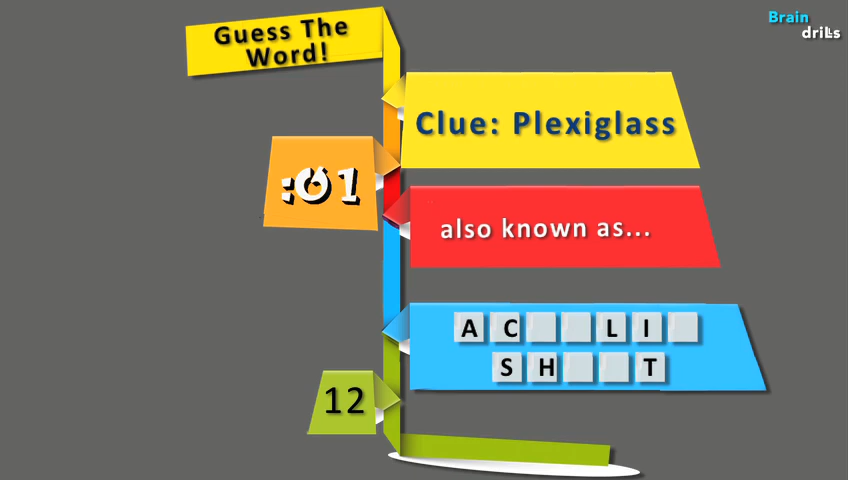 Guess The
Word!
Brain
drills
Clue: Plexiglass
:01
also known as...
A C L I
S H T
12